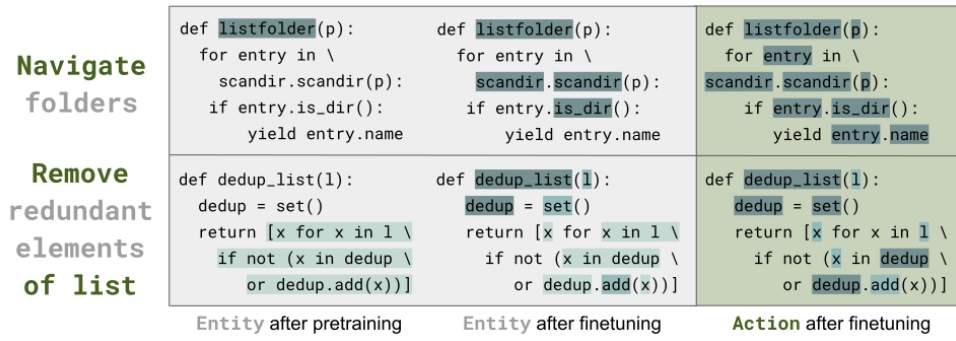 Navigate
folders
def listfolder(p):
for entry in \
scandir.scandir(p):
if entry.is_dir():
yield entry.name
def listfolder(p):
for entry in \
scandir.scandir(p):
if entry.is_dir():
yield entry.name
def listfolder(p):
for entry in \
scandir.scandir(p):
if entry.is_dir():
yield entry.name
Remove
redundant
elements
of list
def dedup_list(l):
dedup = set()
return [x for x in l \
if not (x in dedup \
or dedup.add(x))]
def dedup_list(l):
dedup = set()
return [x for x in l \
if not (x in dedup \
or dedup.add(x))]
def dedup_list(l):
dedup = set()
return [x for x in l \
if not (x in dedup \
or dedup.add(x))]
Entity after pretraining
Entity after finetuning
Action after finetuning